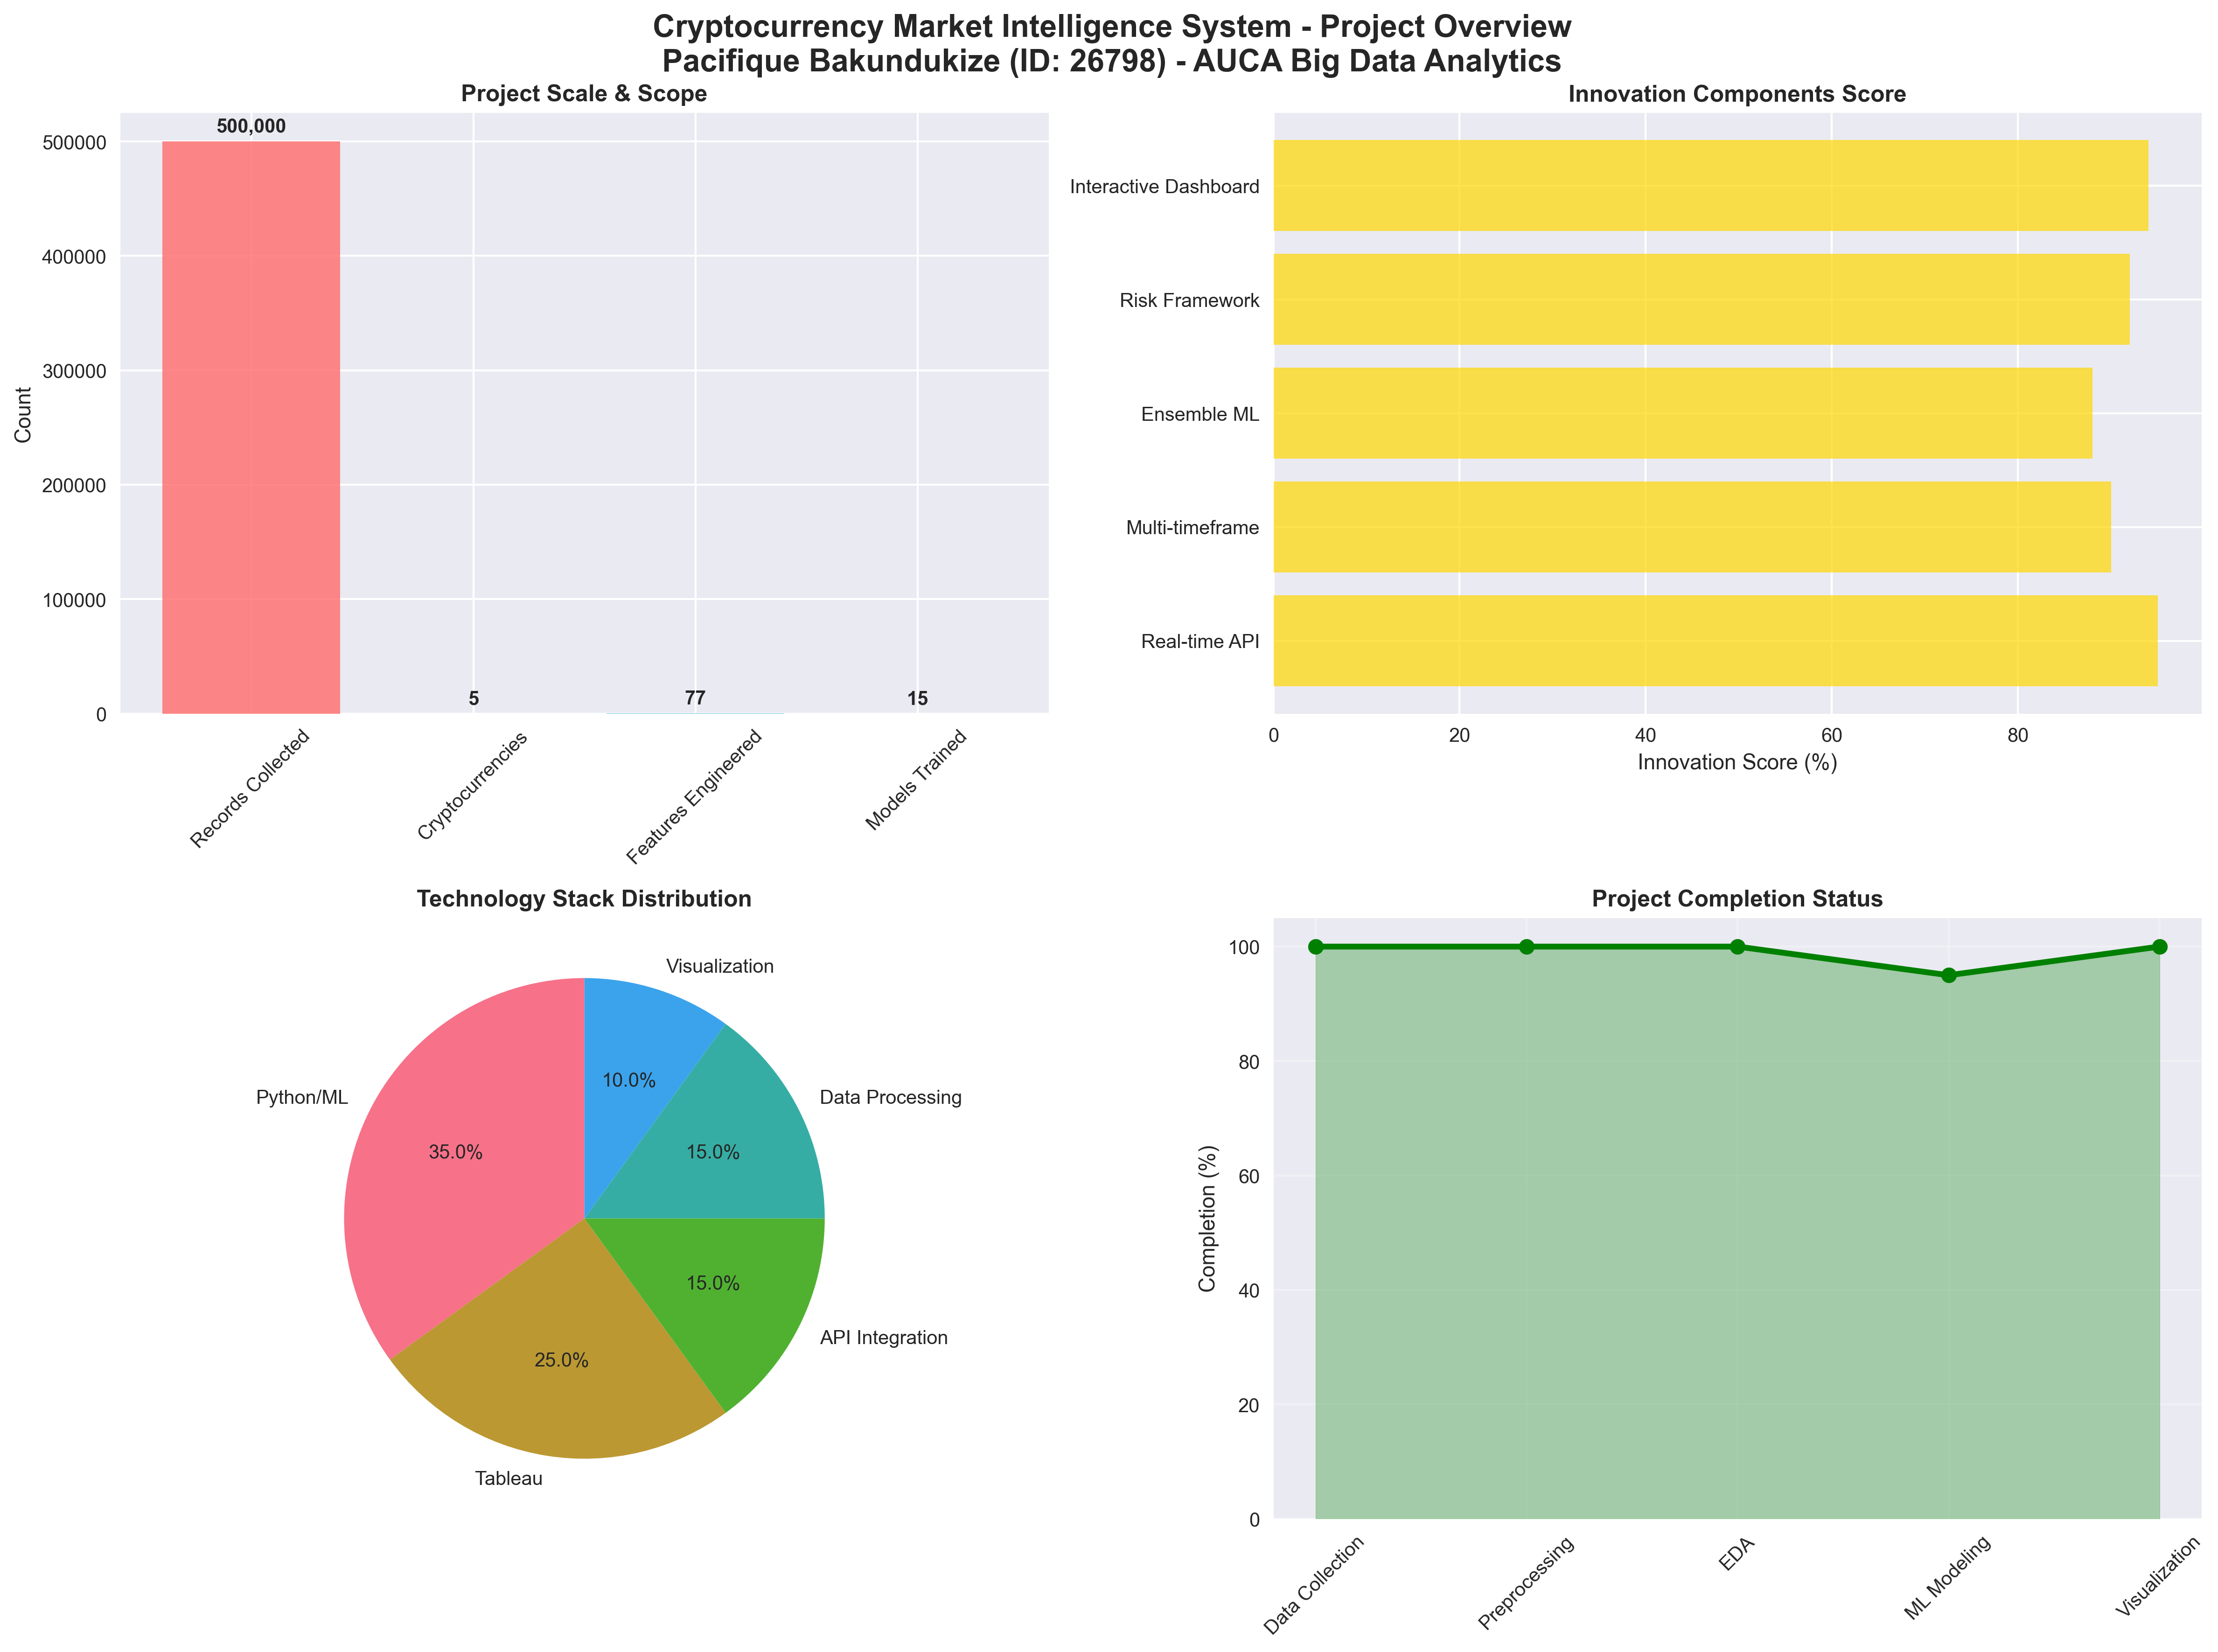 Cryptocurrency Market Intelligence System - Project Overview
Pacifique Bakundukize (ID: 26798) - AUCA Big Data Analytics
Project Scale & Scope
500,000
5
77
15
500000
400000
300000
200000
100000
0
Count
Records Collected
Cryptocurrencies
Features Engineered
Models Trained
Innovation Components Score
Interactive Dashboard
Risk Framework
Ensemble ML
Multi-timeframe
Real-time API
0
20
40
60
80
Innovation Score (%)
Technology Stack Distribution
Visualization
10.0%
Python/ML
Data Processing
35.0%
15.0%
15.0%
API Integration
25.0%
Tableau
Project Completion Status
100
80
60
40
20
0
Completion (%)
Data Collection
Preprocessing
EDA
ML Modeling
Visualization